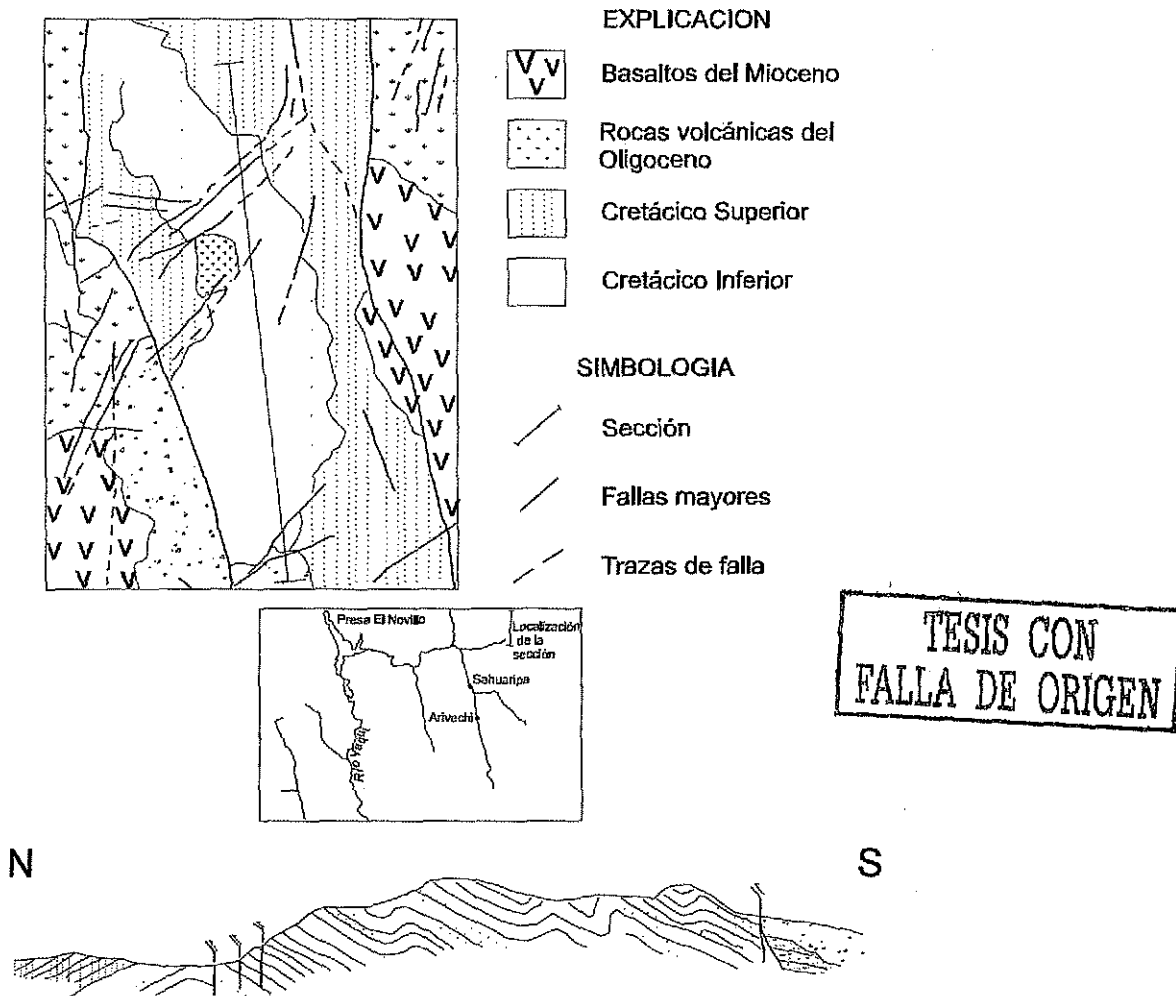 EXPLICACION
Basaltos del Mioceno
Rocas volcánicas del
Oligoceno
Cretácico Superior
Cretácico Inferior
SIMBOLOGIA
Sección
Fallas mayores
Trazas de falla
TESIS CON
FALLA DE ORIGEN
Presa El Novillo
Localización
de la
sección
Sahuaripa
Arivechi
Río Yaqui
N
S